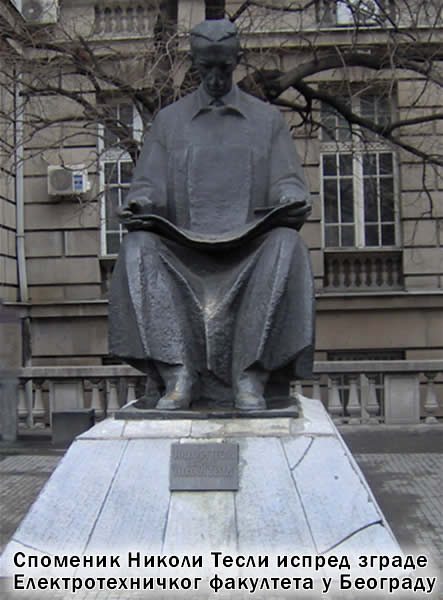 Споменик Николи Тесли испред зграде
Електротехничког факултета у Београду